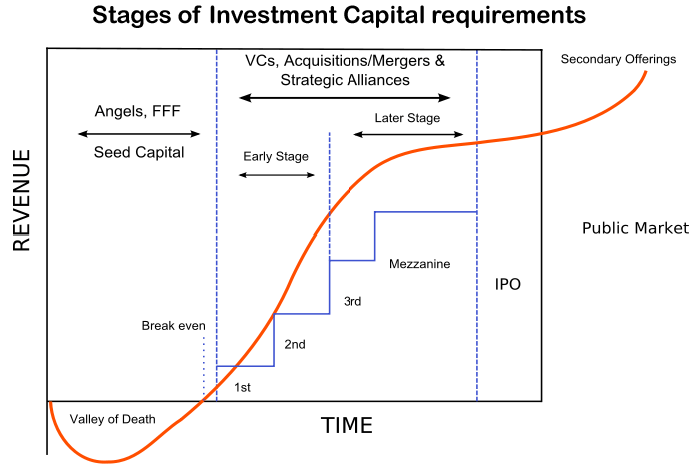 Stages of Investment Capital requirements
VCs, Acquisitions/Mergers &
Strategic Alliances
Secondary Offerings
Angels, FFF
Seed Capital
Later Stage
Early Stage
REVENUE
Public Market
Mezzanine
IPO
3rd
Break even
2nd
1st
Valley of Death
TIME